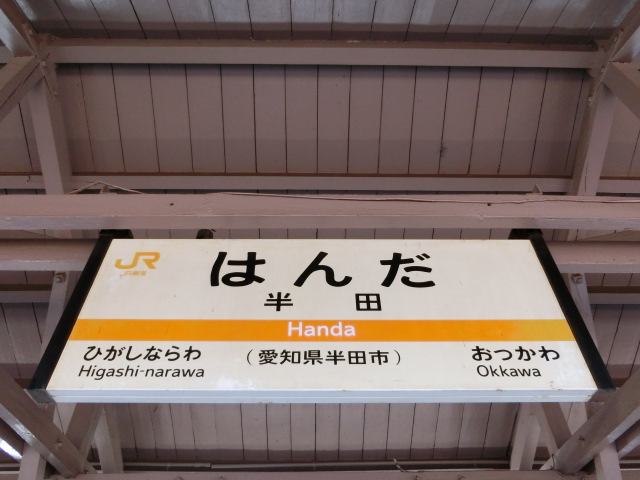 JR
JR東海
はんだ
半田
Handa
ひがしならわ
Higashi-narawa
(愛知県半田市)
おつかわ
Okkawa